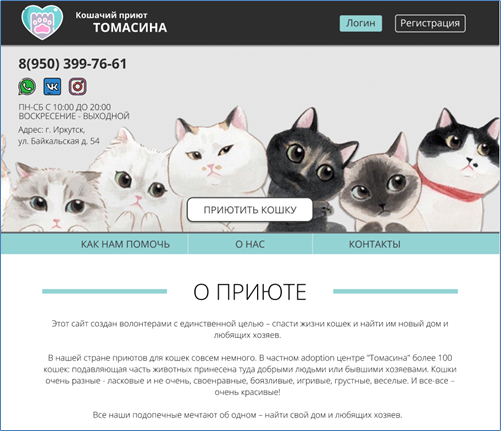 Кошачий приют
ТОМАСИНА
Логин
Регистрация
8(950) 399-76-61
ПН-СБ С 10:00 ДО 20:00
ВОСКРЕСЕНИЕ - ВЫХОДНОЙ
Адрес: г. Иркутск,
ул. Байкальская д. 54
ПРИЮТИТЬ КОШКУ
КАК НАМ ПОМОЧЬ
О НАС
КОНТАКТЫ
О ПРИЮТЕ
Этот сайт создан волонтерами с единственной целью – спасти жизни кошек и найти им новый дом и
любящих хозяев.
В нашей стране приютов для кошек совсем немного. В частном adoption центре "Томасина" более 100
кошек: подавляющая часть животных принесена туда добрыми людьми или бывшими хозяевами. Кошки
очень разные - ласковые и не очень, своенравные, боязливые, игривые, грустные, веселые. И все-все –
очень красивые!
Все наши подопечные мечтают об одном – найти свой дом и любящих хозяев.